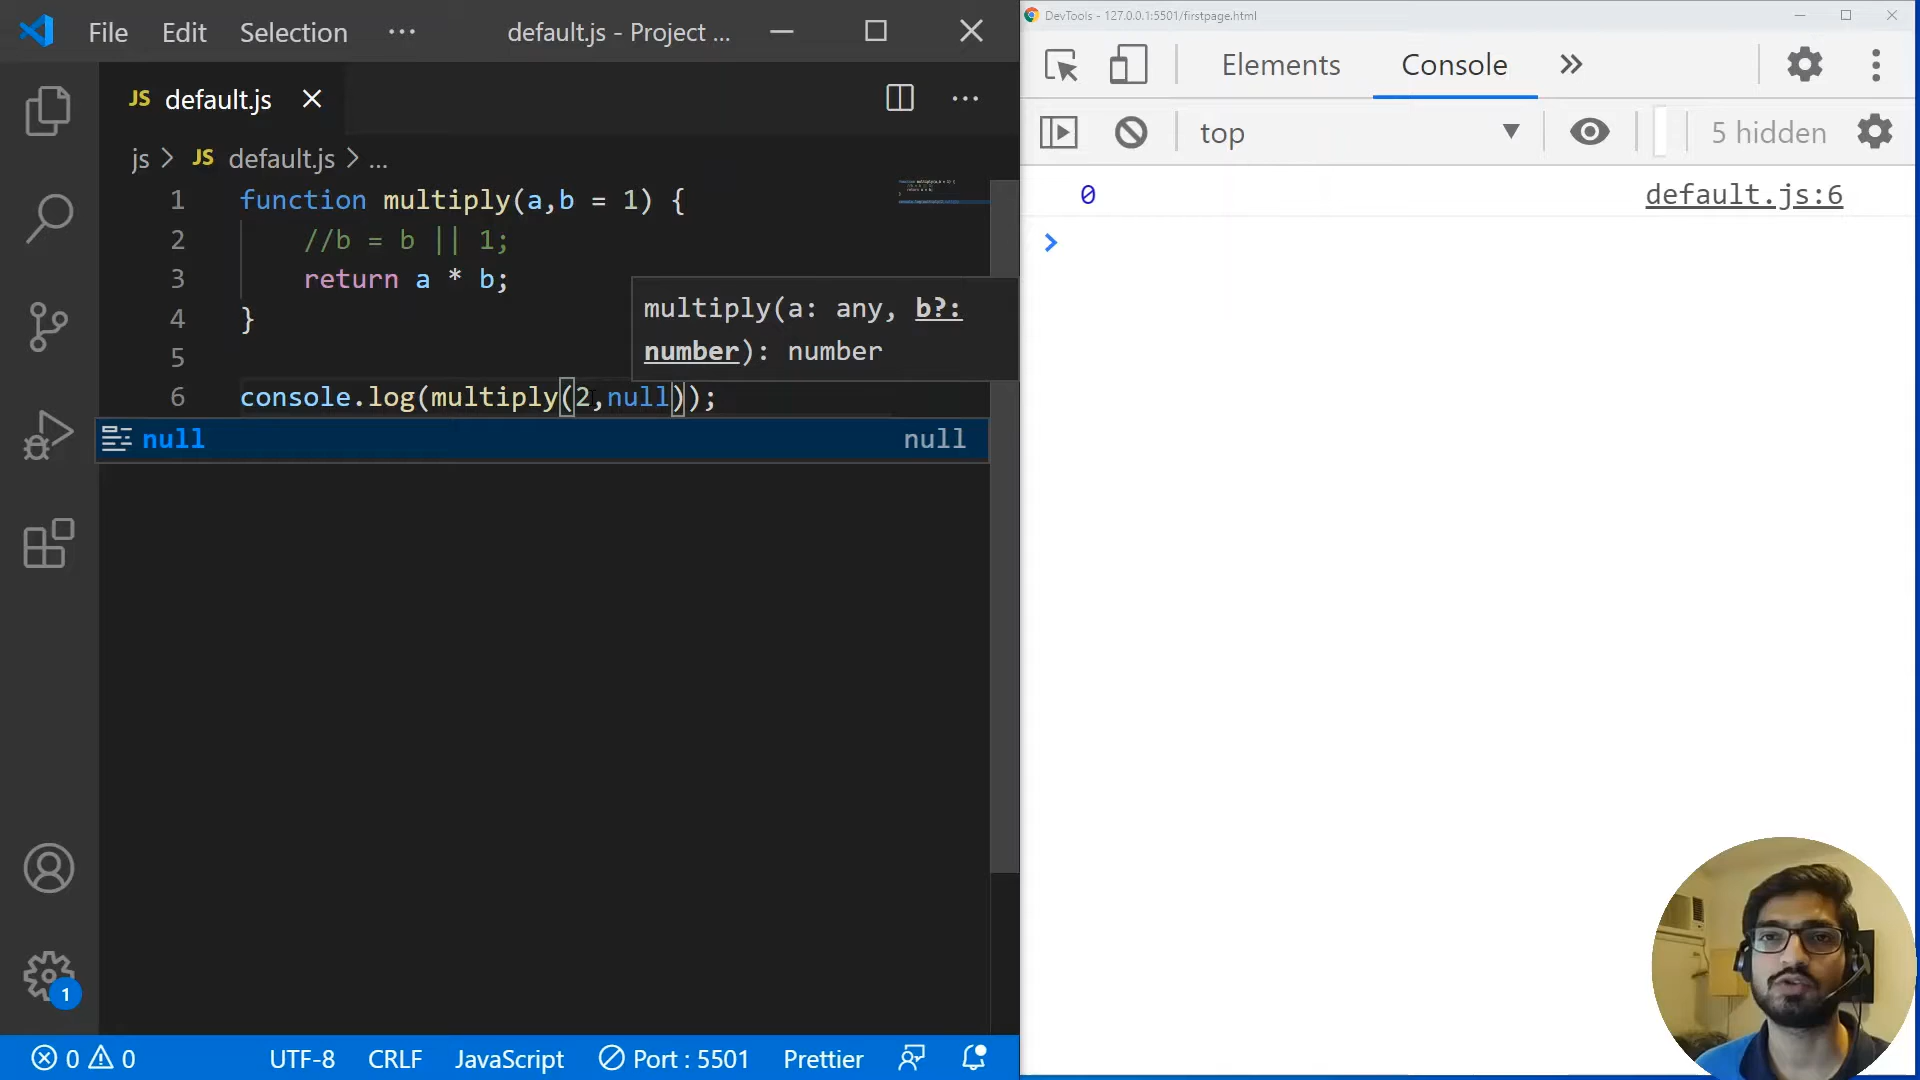 File Edit Selection ··· default.js - Project ...
JS default.js
js > JS default.js > ...
1 function multiply(a,b = 1) {
2 //b = b || 1;
3 return a * b;
4 }
5
6 console.log(multiply(2,null));
multiply(a: any, b?:
number): number
null null
1
0 0 UTF-8 CRLF JavaScript Port : 5501 Prettier
DevTools - 127.0.0.1:5501/firstpage.html
Elements Console »
top 5 hidden
0 default.js:6
>